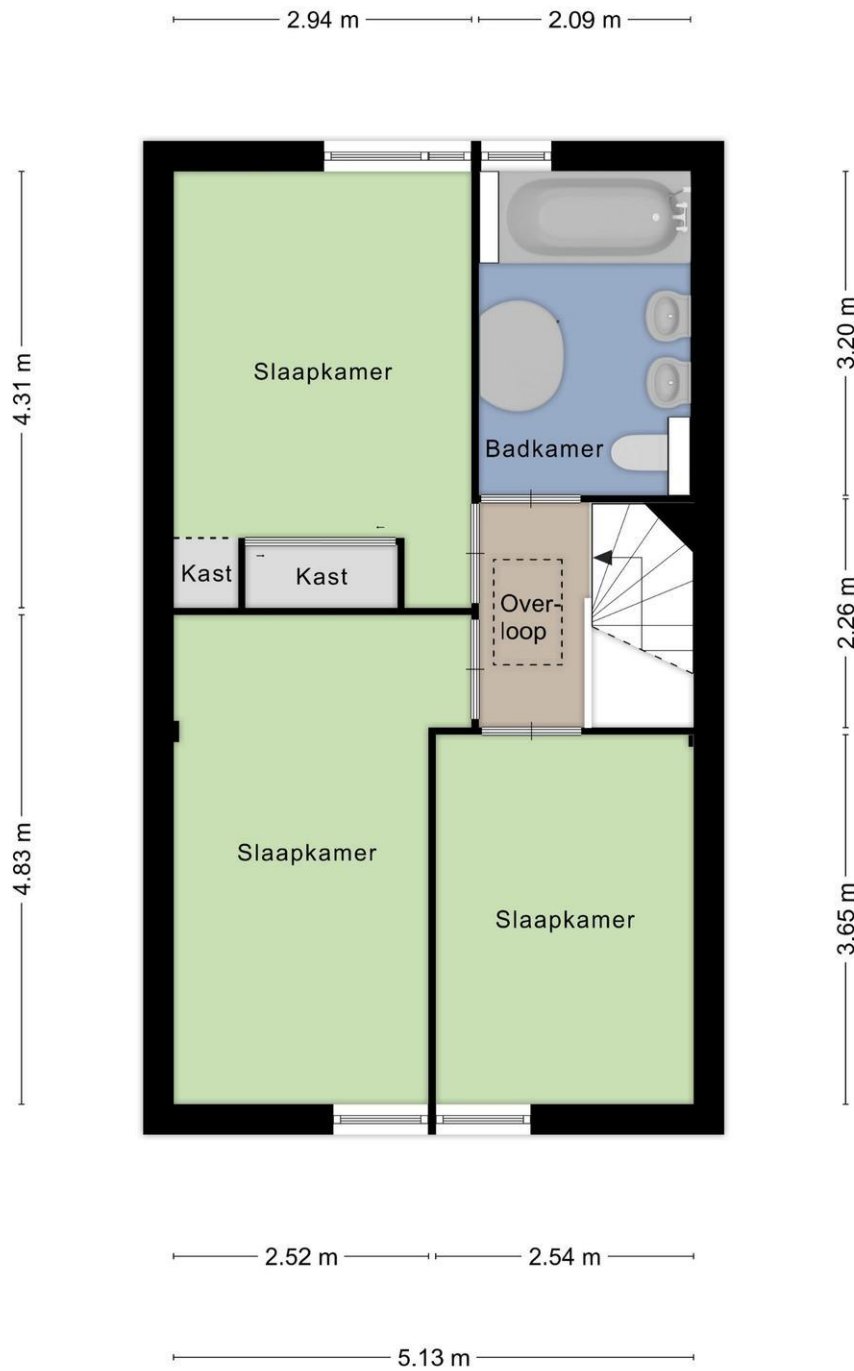 2.94 m
2.09 m
4.31 m
3.20 m
Slaapkamer
Badkamer
Kast
Kast
Over-
loop
2.26 m
4.83 m
Slaapkamer
Slaapkamer
3.65 m
2.52 m
2.54 m
5.13 m